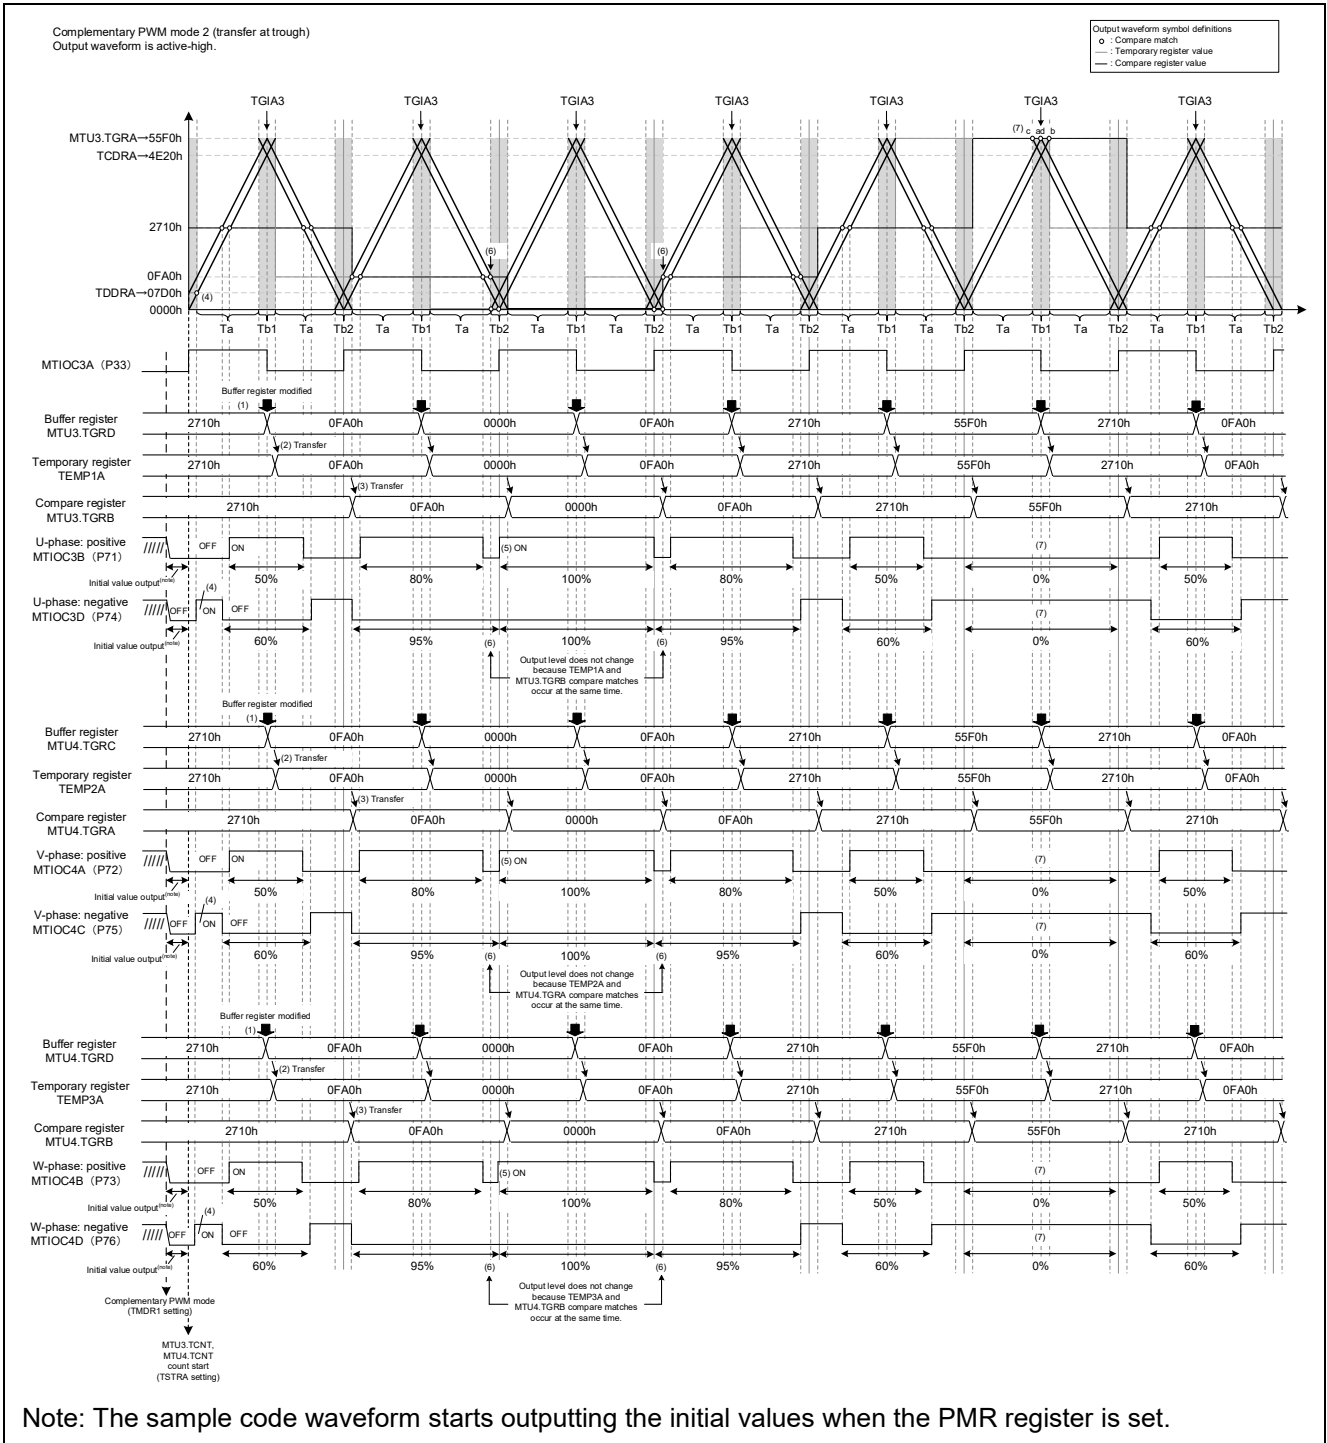 Complementary PWM mode 2 (transfer at trough)
Output waveform is active-high.
Output waveform symbol definitions
: Compare match
: Temporary register value
: Compare register value
TGIA3 TGIA3 TGIA3 TGIA3 TGIA3 TGIA3 TGIA3
MTU3.TGRA→55F0h
(7) c ad b
TCDRA→4E20h
2710h
(6) (6)
0FA0h
TDDRA→07D0h
(4)
0000h
Ta Tb1 Ta Tb2 Ta Tb1 Ta Tb2 Ta Tb1 Ta Tb2 Ta Tb1 Ta Tb2 Ta Tb1 Ta Tb2 Ta Tb1 Ta Tb2 Ta Tb1 Ta Tb2
MTIOC3A (P33)
Buffer register modified
(1)
Buffer register
MTU3.TGRD
2710h 0FA0h 0000h 0FA0h 2710h 55F0h 2710h 0FA0h
(2) Transfer
Temporary register
TEMP1A
2710h 0FA0h 0000h 0FA0h 2710h 55F0h 2710h 0FA0h
(3) Transfer
Compare register
MTU3.TGRB
2710h 0FA0h 0000h 0FA0h 2710h 55F0h 2710h
U-phase: positive
MTIOC3B (P71)
OFF ON (5) ON (7)
Initial value output(note)
50% 80% 100% 80% 50% 0% 50%
(4)
U-phase: negative
MTIOC3D (P74)
OFF ON OFF (7)
Initial value output(note)
60% 95% (6) 100% (6) 95% 60% 0% 60%
Output level does not change
because TEMP1A and
MTU3.TGRB compare matches
occur at the same time.
Buffer register modified
(1)
Buffer register
MTU4.TGRC
2710h 0FA0h 0000h 0FA0h 2710h 55F0h 2710h 0FA0h
(2) Transfer
Temporary register
TEMP2A
2710h 0FA0h 0000h 0FA0h 2710h 55F0h 2710h 0FA0h
(3) Transfer
Compare register
MTU4.TGRA
2710h 0FA0h 0000h 0FA0h 2710h 55F0h 2710h
V-phase: positive
MTIOC4A (P72)
OFF ON (5) ON (7)
Initial value output(note)
50% 80% 100% 80% 50% 0% 50%
(4)
V-phase: negative
MTIOC4C (P75)
OFF ON OFF (7)
Initial value output(note)
60% 95% (6) 100% (6) 95% 60% 0% 60%
Output level does not change
because TEMP2A and
MTU4.TGRA compare matches
occur at the same time.
Buffer register modified
(1)
Buffer register
MTU4.TGRD
2710h 0FA0h 0000h 0FA0h 2710h 55F0h 2710h 0FA0h
(2) Transfer
Temporary register
TEMP3A
2710h 0FA0h 0000h 0FA0h 2710h 55F0h 2710h 0FA0h
(3) Transfer
Compare register
MTU4.TGRB
2710h 0FA0h 0000h 0FA0h 2710h 55F0h 2710h
W-phase: positive
MTIOC4B (P73)
OFF ON (5) ON (7)
Initial value output(note)
50% 80% 100% 80% 50% 0% 50%
(4)
W-phase: negative
MTIOC4D (P76)
OFF ON OFF (7)
Initial value output(note)
60% 95% (6) 100% (6) 95% 60% 0% 60%
Output level does not change
because TEMP3A and
MTU4.TGRB compare matches
occur at the same time.
Complementary PWM mode
(TMDR1 setting)
MTU3.TCNT,
MTU4.TCNT
count start
(TSTRA setting)
Note: The sample code waveform starts outputting the initial values when the PMR register is set.